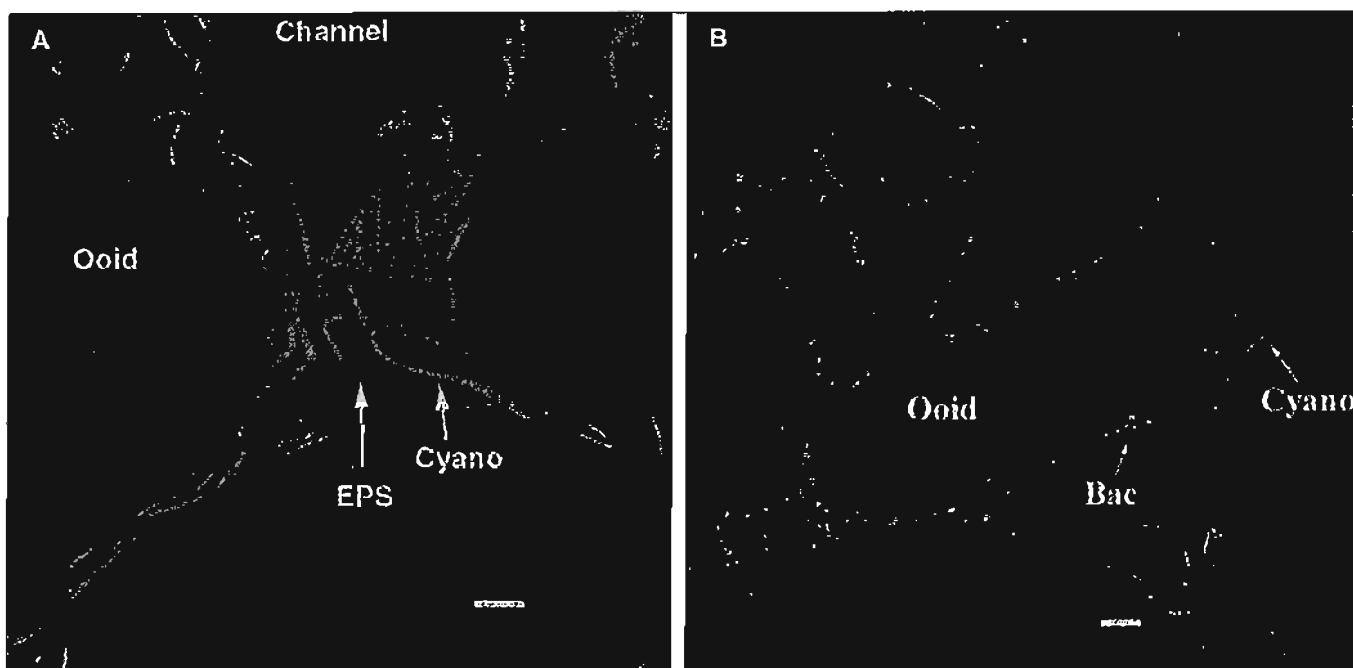 A
Channel
Ooid
Cyano
EPS
B
Ooid
Cyano
Bac